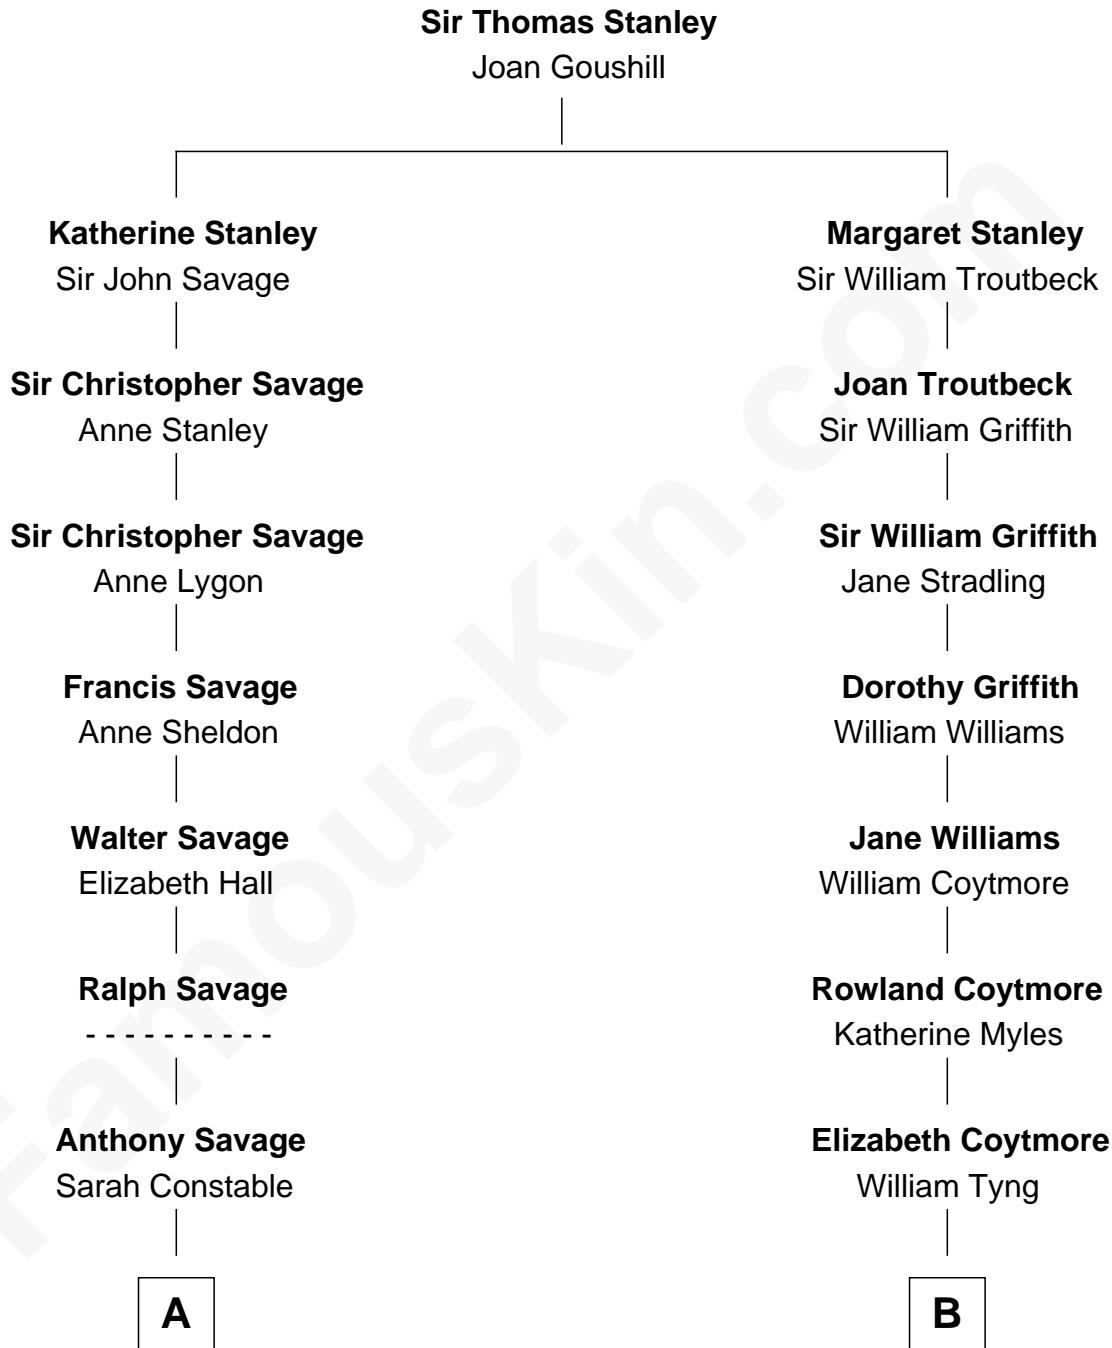 Sir Thomas Stanley
Joan Goushill
Katherine Stanley
Sir John Savage
Margaret Stanley
Sir William Troutbeck
Sir Christopher Savage
Anne Stanley
Joan Troutbeck
Sir William Griffith
Sir Christopher Savage
Anne Lygon
Sir William Griffith
Jane Stradling
Francis Savage
Anne Sheldon
Dorothy Griffith
William Williams
Walter Savage
Elizabeth Hall
Jane Williams
William Coytmore
Ralph Savage
- - - - - - - - - -
Rowland Coytmore
Katherine Myles
Anthony Savage
Sarah Constable
Elizabeth Coytmore
William Tyng
A
B
FamousKin.com